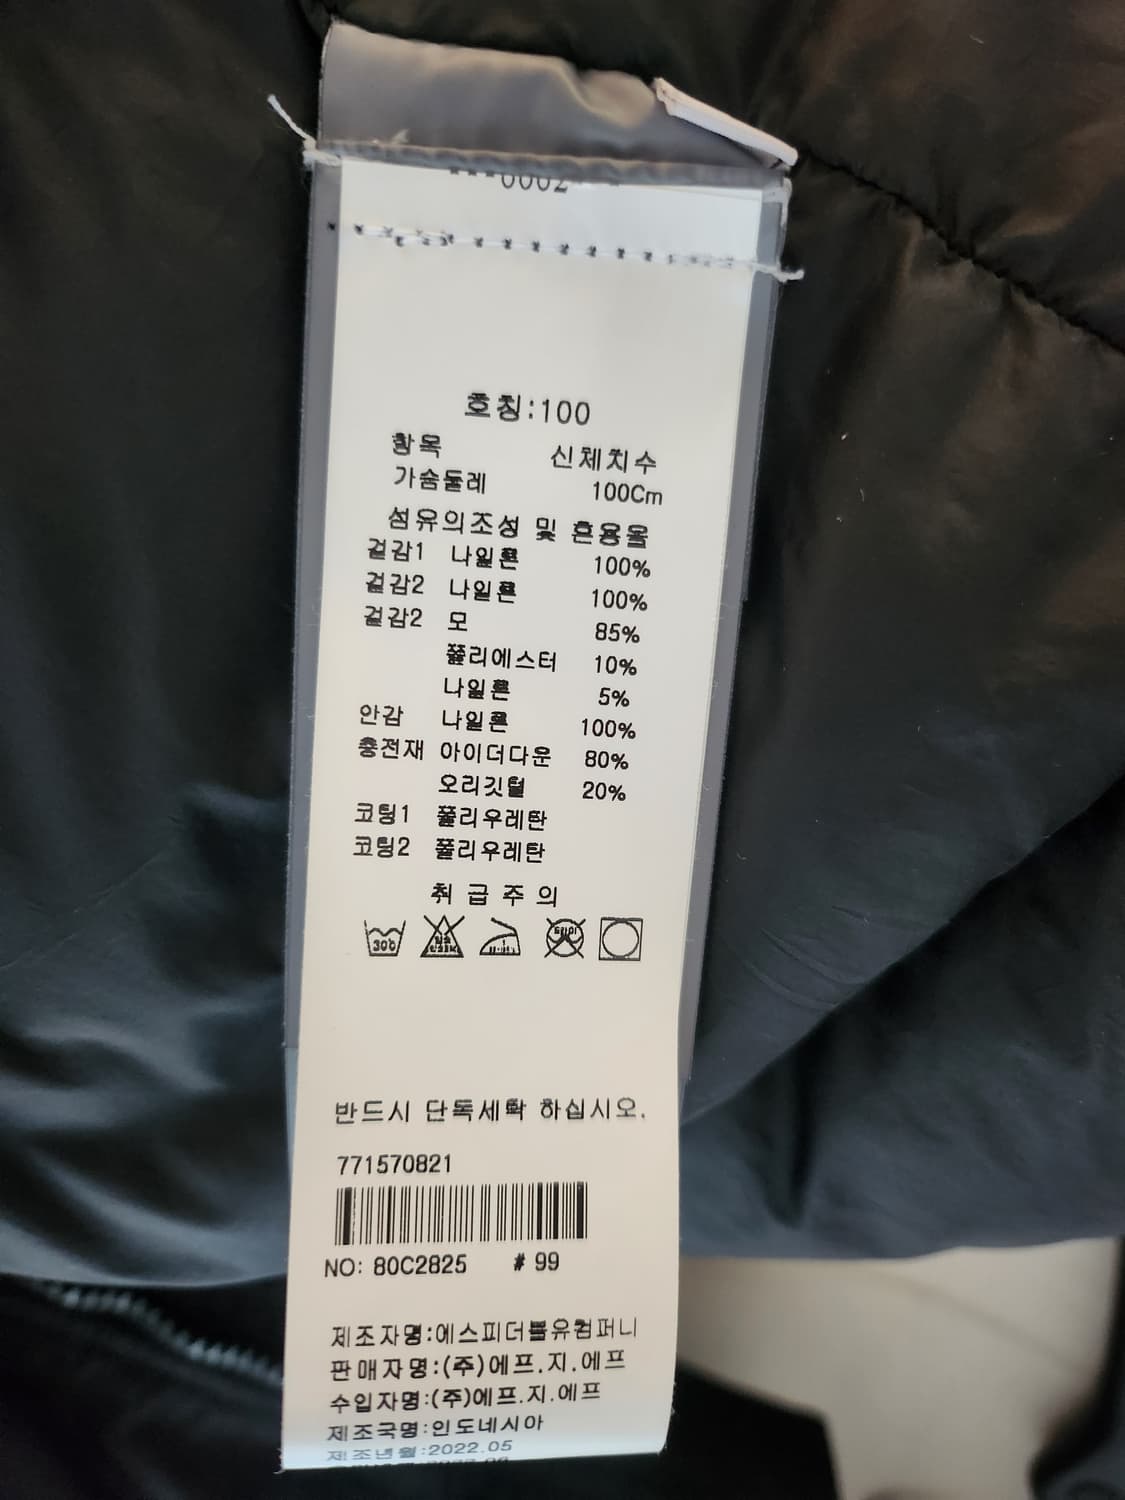 호칭:100
항목 신체치수
가슴둘레 100Cm
섬유의조성 및 혼용율
겉감1 나일론 100%
겉감2 나일론 100%
겉감2 모 85%
폴리에스터 10%
나일론 5%
안감 나일론 100%
충전재 아이더다운 80%
오리깃털 20%
코팅1 폴리우레탄
코팅2 폴리우레탄
취급주의
30℃
반드시 단독세탁 하십시오.
771570821
NO: 80C2825 # 99
제조자명:에스피더블유컴퍼니
판매자명:(주)에프.지.에프
수입자명:(주)에프.지.에프
제조국명:인도네시아
제조년월:2022.05